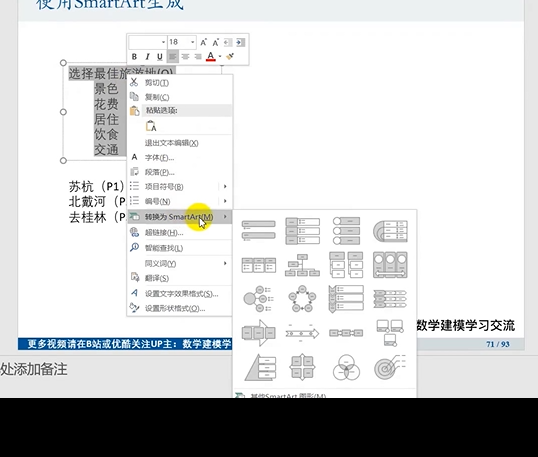 使用SmartArt生成
18
B I U A
选择最佳旅游地(O)
景色
花费
居住
饮食
交通
剪切(T)
复制(C)
粘贴选项:
A
退出文本编辑(X)
A 字体(F)...
段落(P)...
项目符号(B)
编号(N)
转换为 SmartArt(M)
超链接(H)...
智能查找(L)
同义词(Y)
翻译(S)
设置文字效果格式(S)...
设置形状格式(O)...
苏杭（P1）
北戴河（P
去桂林（P
数学建模学习交流
更多视频请在B站或优酷关注UP主：数学建模学
71 / 93
处添加备注
其他SmartArt 图形(M)